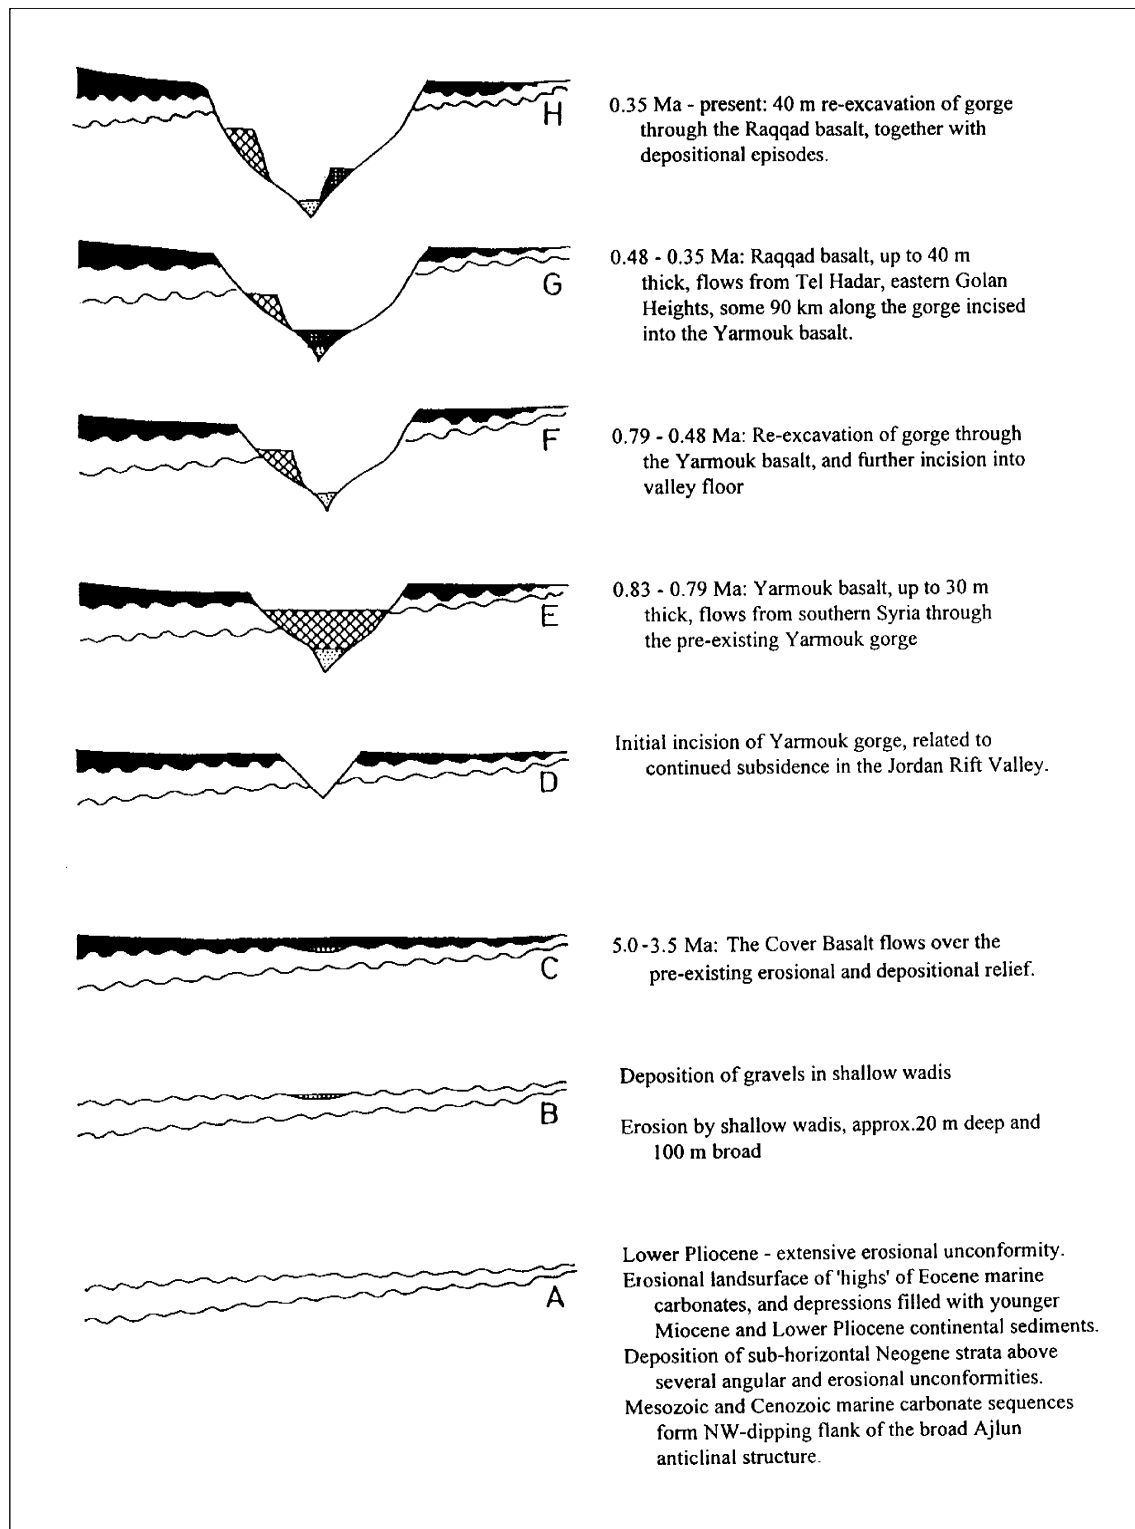 H
0.35 Ma - present: 40 m re-excavation of gorge
through the Raqqad basalt, together with
depositional episodes.
G
0.48 - 0.35 Ma: Raqqad basalt, up to 40 m
thick, flows from Tel Hadar, eastern Golan
Heights, some 90 km along the gorge incised
into the Yarmouk basalt.
F
0.79 - 0.48 Ma: Re-excavation of gorge through
the Yarmouk basalt, and further incision into
valley floor
E
0.83 - 0.79 Ma: Yarmouk basalt, up to 30 m
thick, flows from southern Syria through
the pre-existing Yarmouk gorge
D
Initial incision of Yarmouk gorge, related to
continued subsidence in the Jordan Rift Valley.
C
5.0-3.5 Ma: The Cover Basalt flows over the
pre-existing erosional and depositional relief.
B
Deposition of gravels in shallow wadis
Erosion by shallow wadis, approx.20 m deep and
100 m broad
A
Lower Pliocene - extensive erosional unconformity.
Erosional landsurface of 'highs' of Eocene marine
carbonates, and depressions filled with younger
Miocene and Lower Pliocene continental sediments.
Deposition of sub-horizontal Neogene strata above
several angular and erosional unconformities.
Mesozoic and Cenozoic marine carbonate sequences
form NW-dipping flank of the broad Ajlun
anticlinal structure.